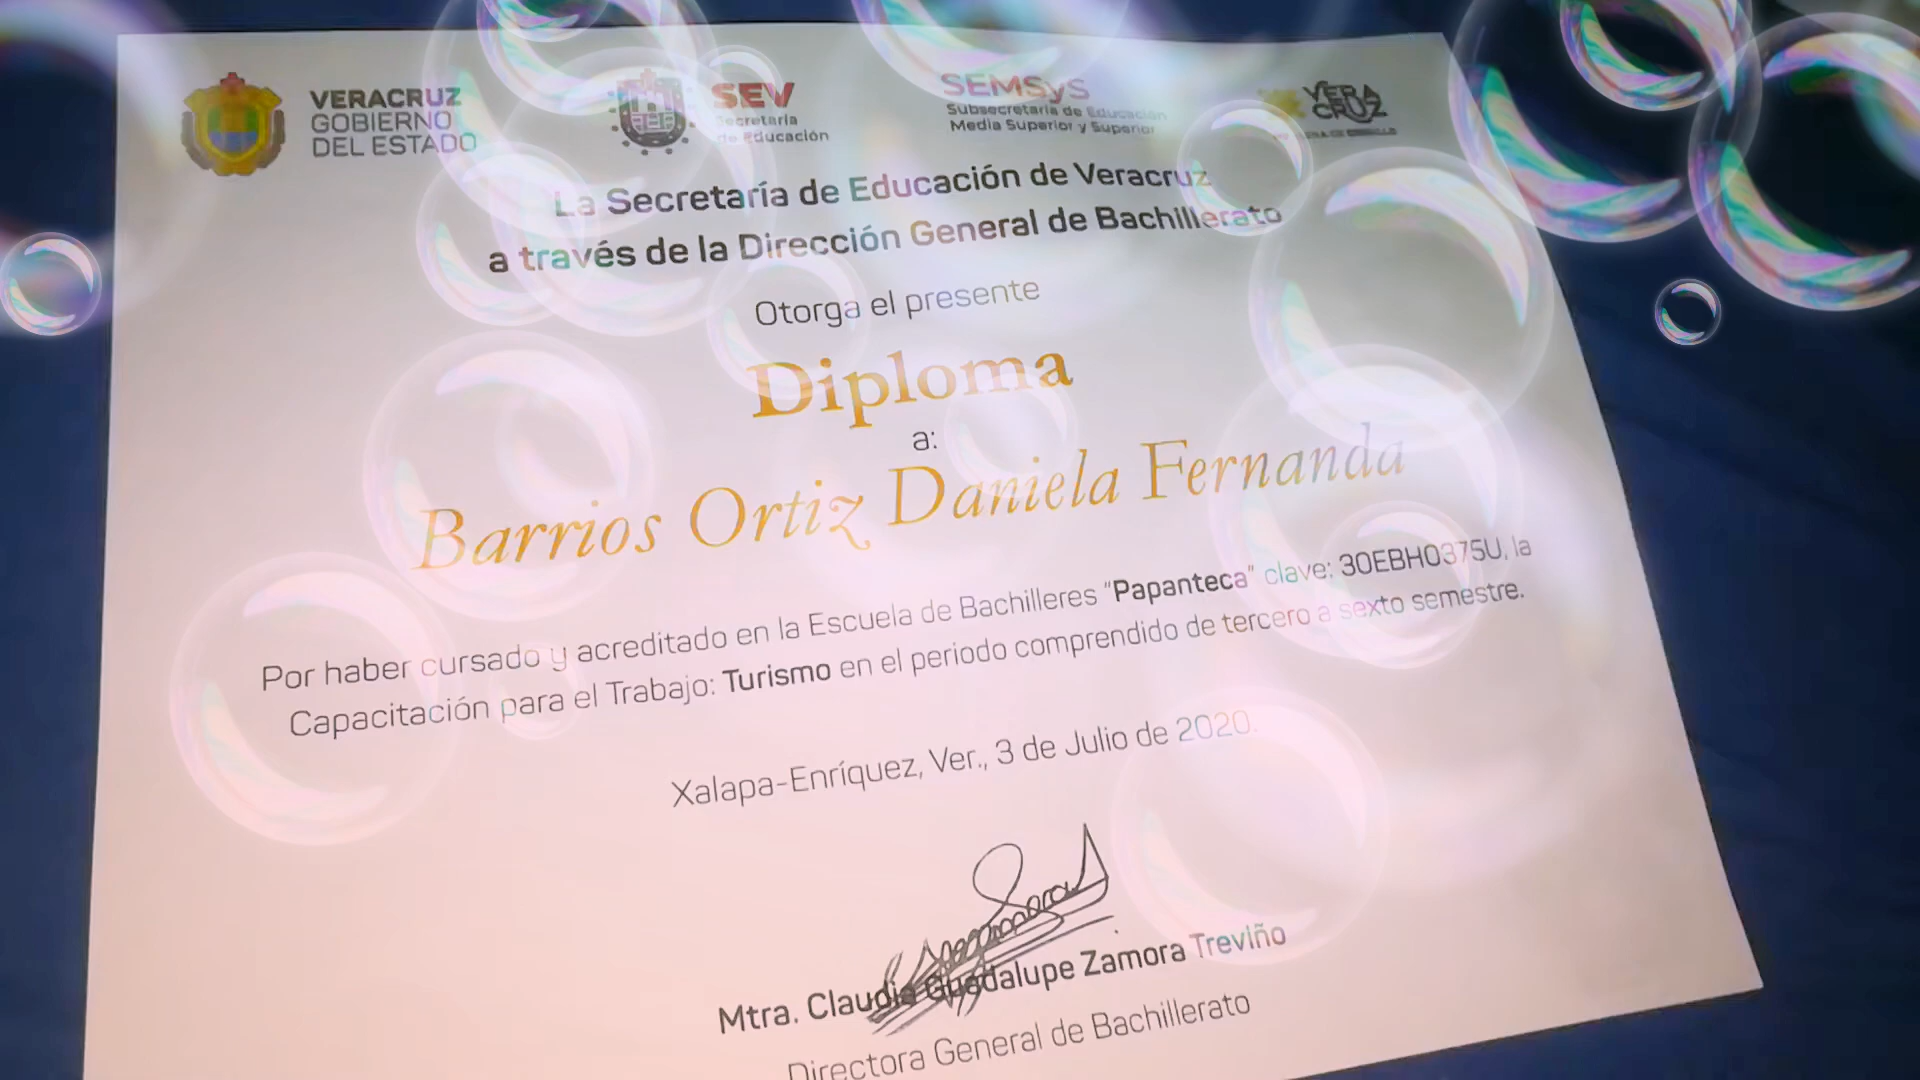 VERACRUZ
GOBIERNO
DEL ESTADO
SEV
Secretaría
de Educación
SEMSyS
Subsecretaría de Educación
Media Superior y Superior
VERA
CRUZ
La Secretaría de Educación de Veracruz
a través de la Dirección General de Bachillerato
Otorga el presente
Diploma
a:
Barrios Ortiz Daniela Fernanda
Por haber cursado y acreditado en la Escuela de Bachilleres "Papanteca" clave: 30EBH0375U, la
Capacitación para el Trabajo: Turismo en el periodo comprendido de tercero a sexto semestre.
Xalapa-Enríquez, Ver., 3 de Julio de 2020.
Mtra. Claudia Guadalupe Zamora Treviño
Directora General de Bachillerato